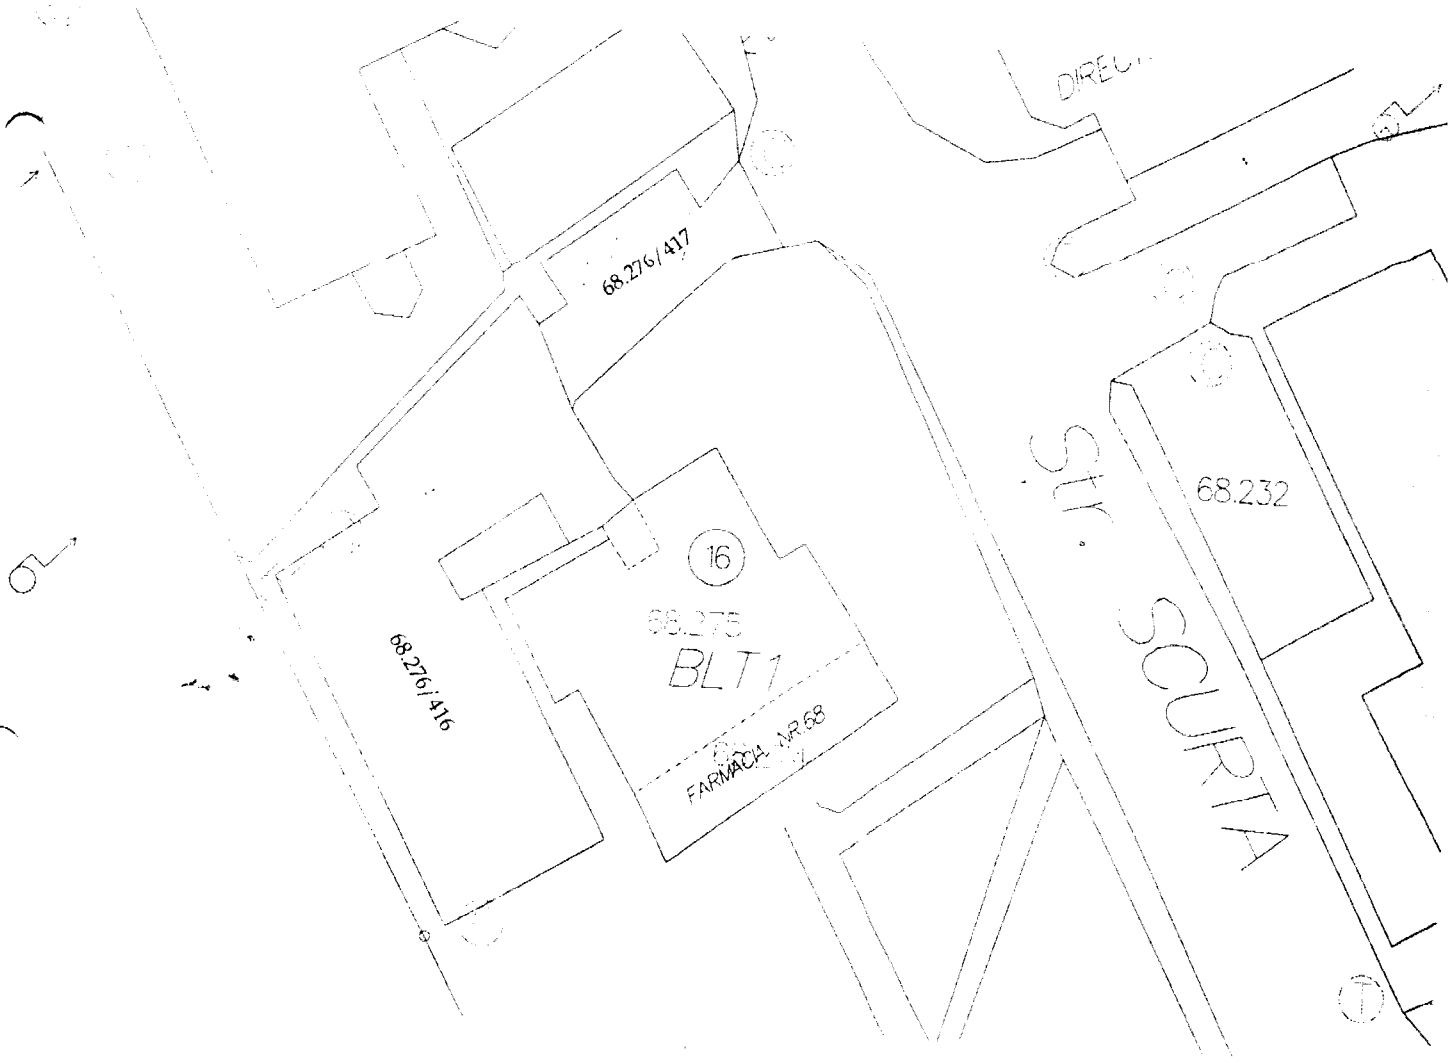 DIREC
68.276/417
Str. SCURTA
68.232
16
68.275
BLT1
68.276/416
FARMACIA NR.68
T